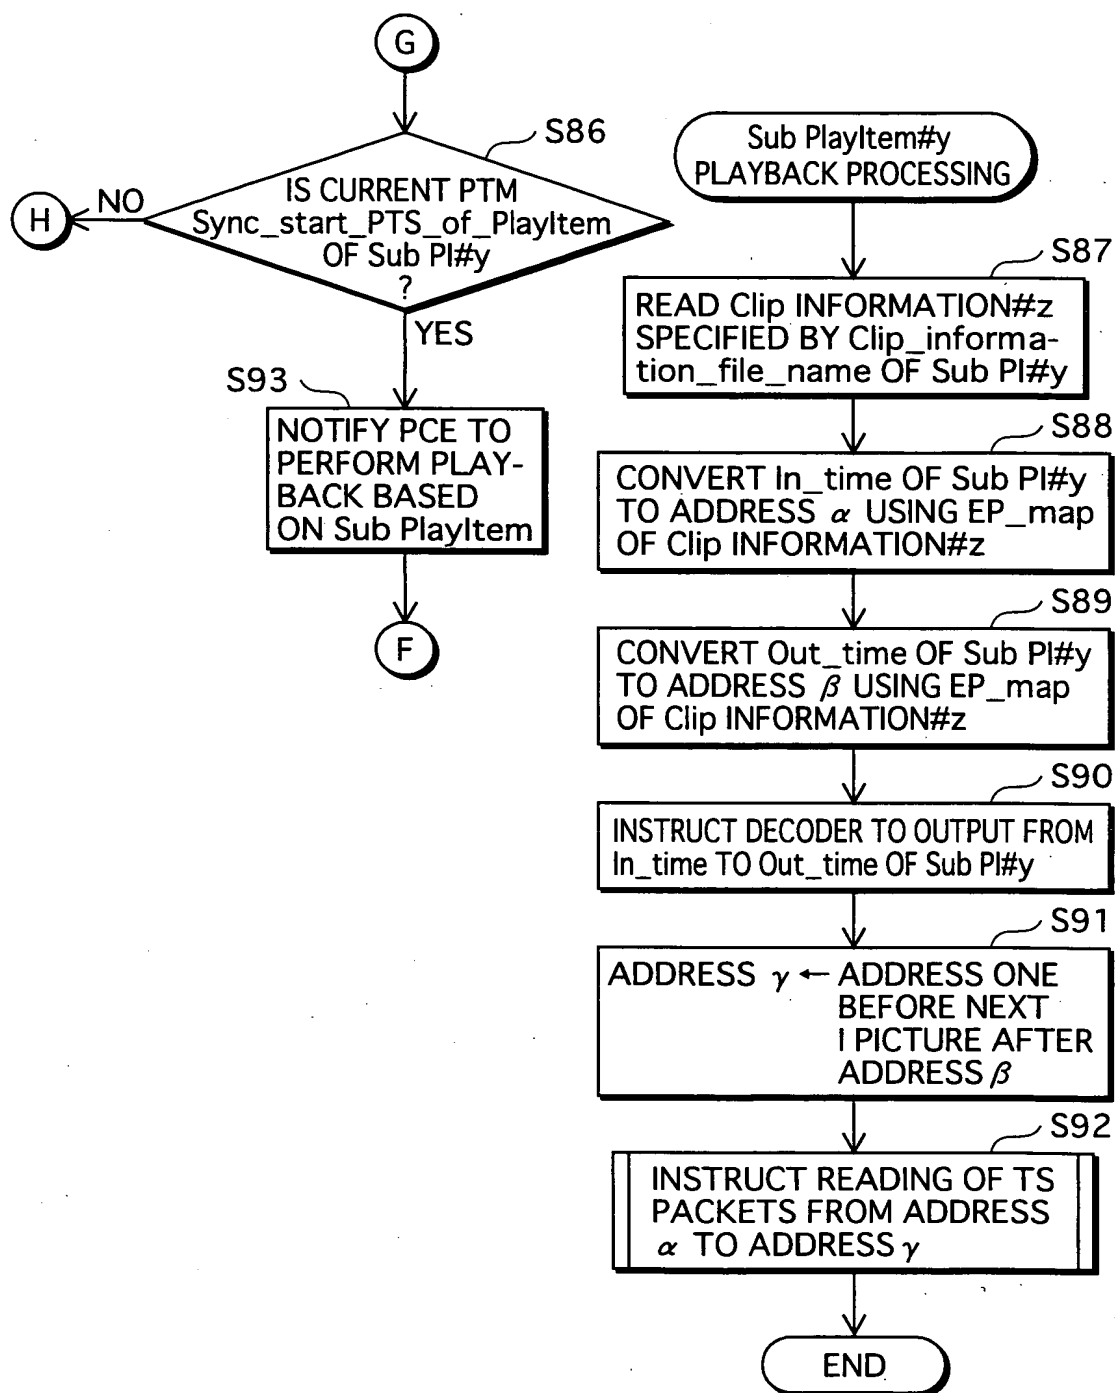 G
S86
IS CURRENT PTM
Sync_start_PTS_of_PlayItem
OF Sub PI#y
?
NO
H
YES
S93
NOTIFY PCE TO
PERFORM PLAY-
BACK BASED
ON Sub PlayItem
F
Sub PlayItem#y
PLAYBACK PROCESSING
S87
READ Clip INFORMATION#z
SPECIFIED BY Clip_informa-
tion_file_name OF Sub PI#y
S88
CONVERT In_time OF Sub PI#y
TO ADDRESS α USING EP_map
OF Clip INFORMATION#z
S89
CONVERT Out_time OF Sub PI#y
TO ADDRESS β USING EP_map
OF Clip INFORMATION#z
S90
INSTRUCT DECODER TO OUTPUT FROM
In_time TO Out_time OF Sub PI#y
S91
ADDRESS γ ← ADDRESS ONE
BEFORE NEXT
I PICTURE AFTER
ADDRESS β
S92
INSTRUCT READING OF TS
PACKETS FROM ADDRESS
α TO ADDRESS γ
END